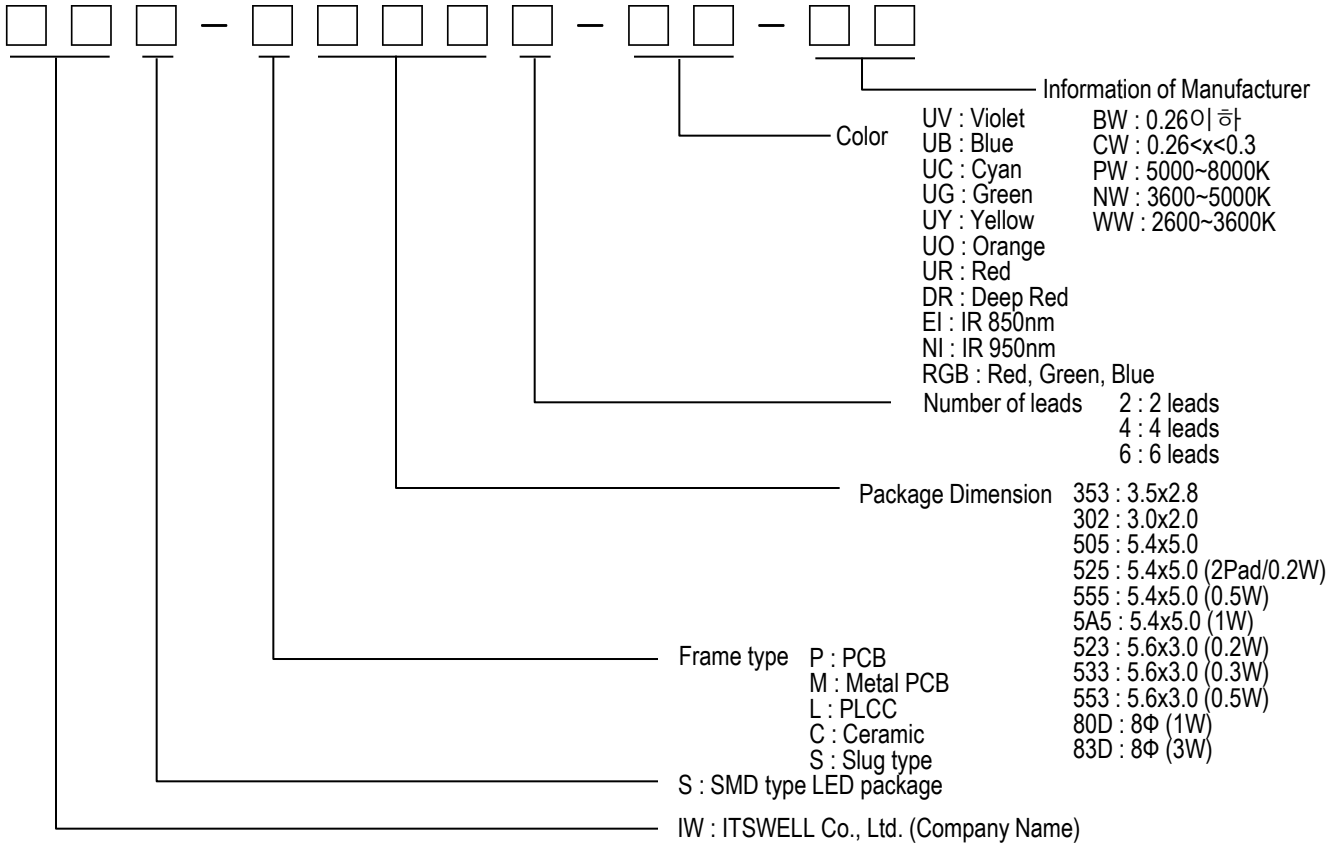 Information of Manufacturer
Color
UV : Violet
UB : Blue
UC : Cyan
UG : Green
UY : Yellow
UO : Orange
UR : Red
DR : Deep Red
EI : IR 850nm
NI : IR 950nm
RGB : Red, Green, Blue
BW : 0.26이하
CW : 0.26<x<0.3
PW : 5000~8000K
NW : 3600~5000K
WW : 2600~3600K
Number of leads
2 : 2 leads
4 : 4 leads
6 : 6 leads
Package Dimension
353 : 3.5x2.8
302 : 3.0x2.0
505 : 5.4x5.0
525 : 5.4x5.0 (2Pad/0.2W)
555 : 5.4x5.0 (0.5W)
5A5 : 5.4x5.0 (1W)
523 : 5.6x3.0 (0.2W)
533 : 5.6x3.0 (0.3W)
553 : 5.6x3.0 (0.5W)
80D : 8Φ (1W)
83D : 8Φ (3W)
Frame type
P : PCB
M : Metal PCB
L : PLCC
C : Ceramic
S : Slug type
S : SMD type LED package
IW : ITSWELL Co., Ltd. (Company Name)